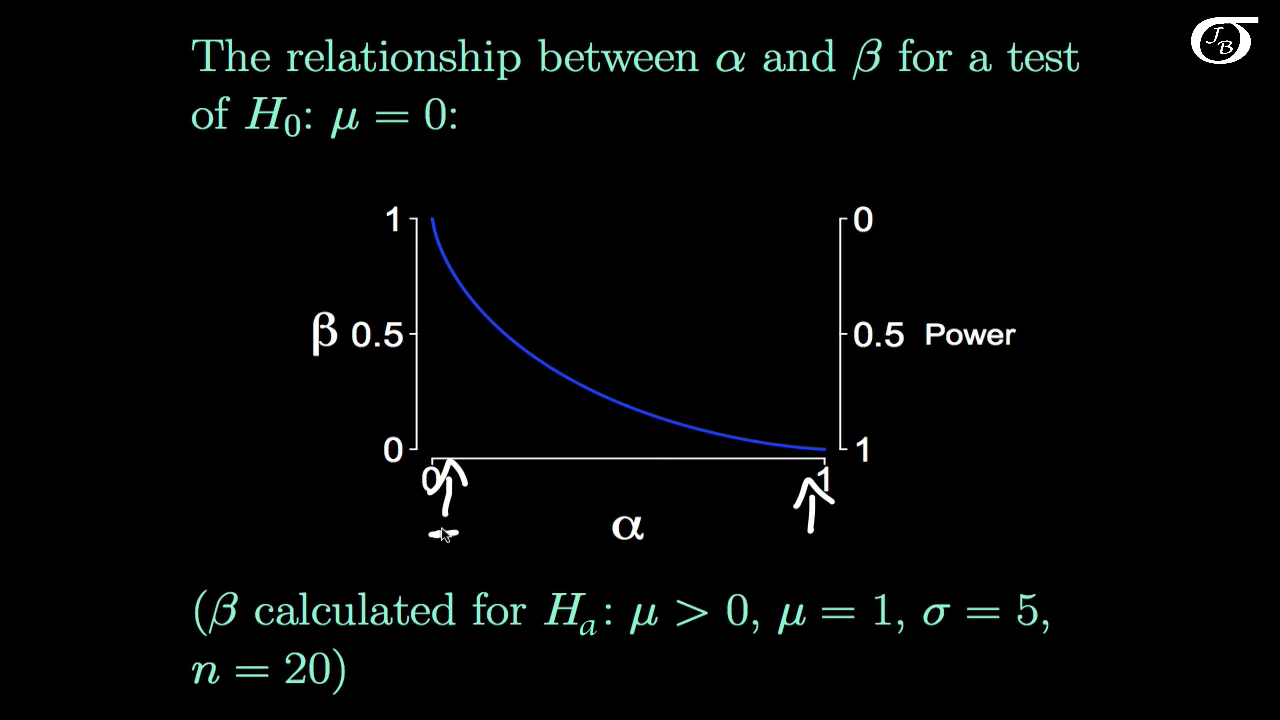 The relationship between α and β for a test
of H₀: μ = 0:
JB
1 0
β 0.5 0.5 Power
0 1
0 1
α
(β calculated for Hₐ: μ > 0, μ = 1, σ = 5,
n = 20)